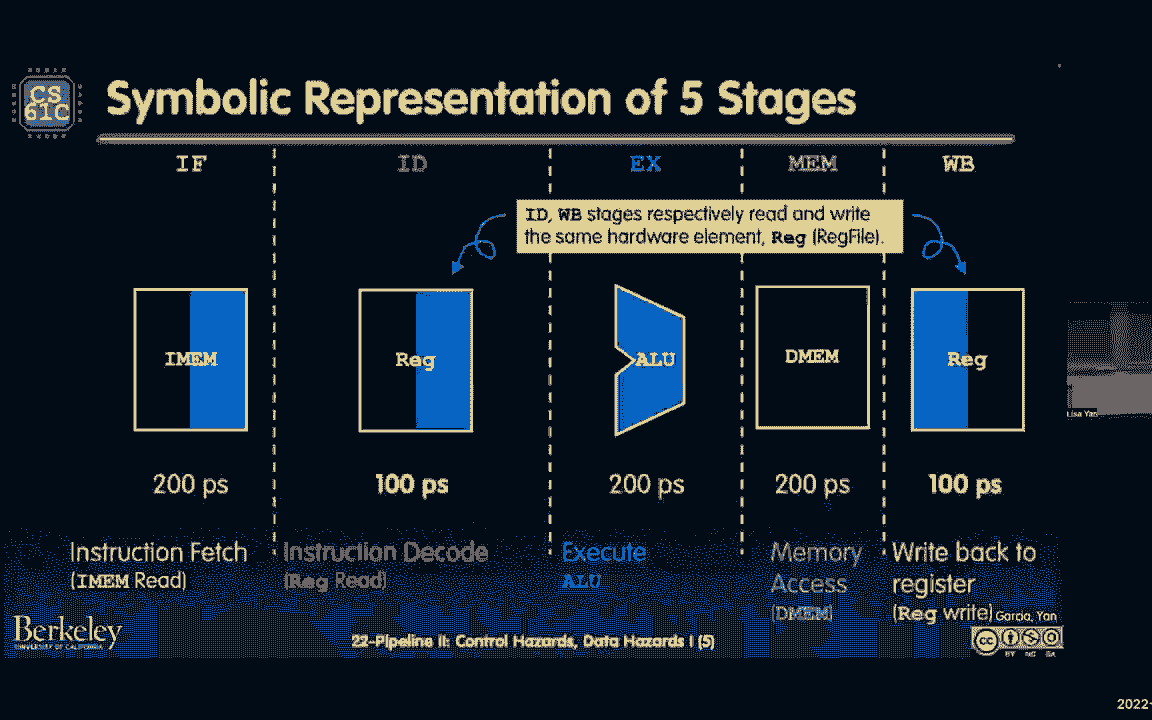 CS
61C
Symbolic Representation of 5 Stages
IF ID EX MEM WB
ID, WB stages respectively read and write
the same hardware element, Reg (RegFile).
IMEM Reg ALU DMEM Reg
200 ps 100 ps 200 ps 200 ps 100 ps
Instruction Fetch
(IMEM Read)
Instruction Decode
(Reg Read)
Execute
ALU
Memory
Access
(DMEM)
Write back to
register
(Reg write)
Garcia, Yan
Lisa Yan
Berkeley
UNIVERSITY OF CALIFORNIA
22-Pipeline II: Control Hazards, Data Hazards I (5)
cc
BY NC SA
2022-